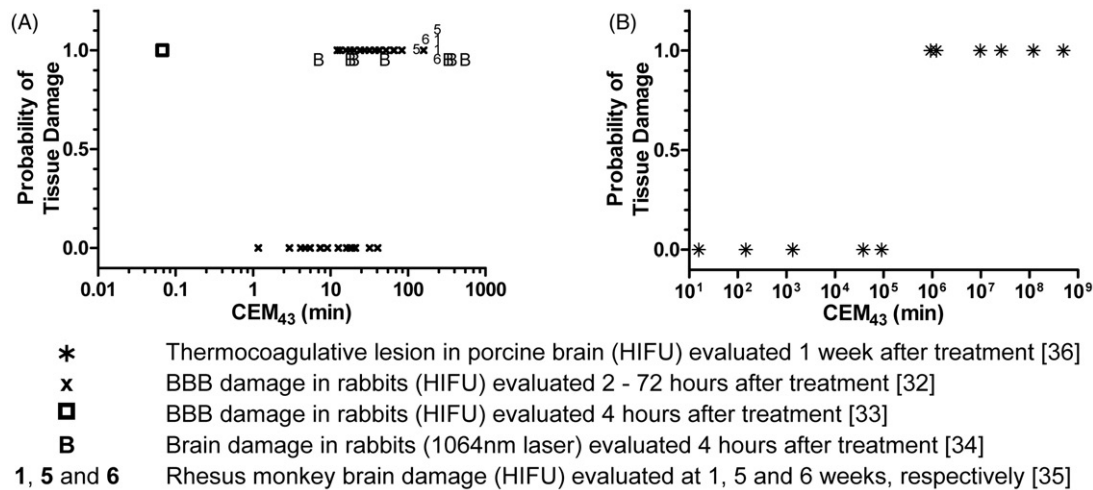 (A)
Probability of
Tissue Damage
1.0
0.5
0.0
B BB B BB B
5 6 5 1 1 6
0.01 0.1 1 10 100 1000
CEM43 (min)
(B)
Probability of
Tissue Damage
1.0
0.5
0.0
10¹ 10² 10³ 10⁴ 10⁵ 10⁶ 10⁷ 10⁸ 10⁹
CEM43 (min)
* Thermocoagulative lesion in porcine brain (HIFU) evaluated 1 week after treatment [36]
x BBB damage in rabbits (HIFU) evaluated 2 - 72 hours after treatment [32]
BBB damage in rabbits (HIFU) evaluated 4 hours after treatment [33]
B Brain damage in rabbits (1064nm laser) evaluated 4 hours after treatment [34]
1, 5 and 6 Rhesus monkey brain damage (HIFU) evaluated at 1, 5 and 6 weeks, respectively [35]